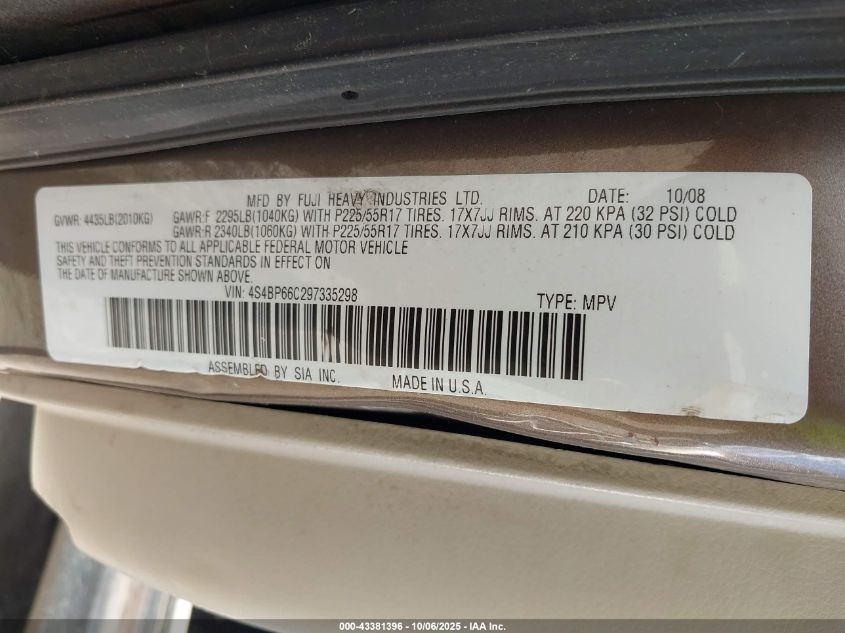 MFD BY FUJI HEAVY INDUSTRIES LTD. DATE: 10/08
GVWR: 4435LB(2010KG) GAWR:F 2295LB(1040KG) WITH P225/55R17 TIRES. 17X7JJ RIMS. AT 220 KPA (32 PSI) COLD
GAWR:R 2340LB(1060KG) WITH P225/55R17 TIRES. 17X7JJ RIMS. AT 210 KPA (30 PSI) COLD
THIS VEHICLE CONFORMS TO ALL APPLICABLE FEDERAL MOTOR VEHICLE
SAFETY AND THEFT PREVENTION STANDARDS IN EFFECT ON
THE DATE OF MANUFACTURE SHOWN ABOVE.
VIN: 4S4BP66C297335298 TYPE: MPV
ASSEMBLED BY SIA INC. MADE IN U.S.A.
000-43381396 - 10/06/2025 - IAA Inc.